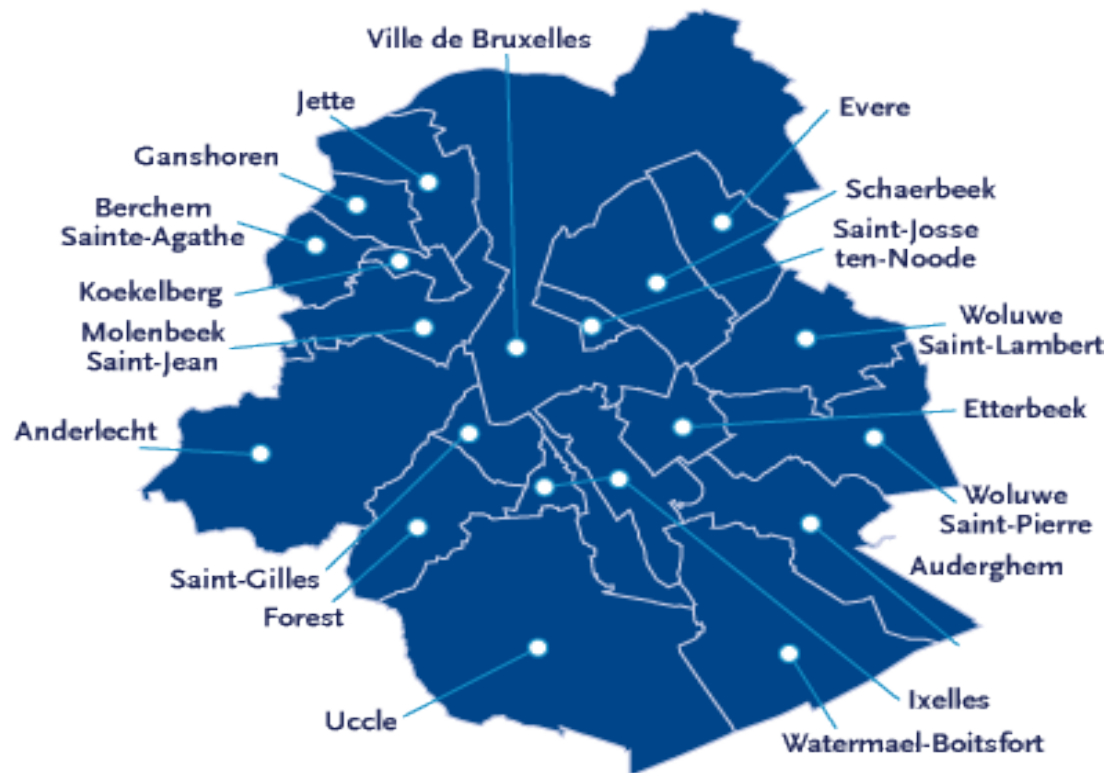 Ville de Bruxelles
Jette
Evere
Ganshoren
Schaerbeek
Berchem
Sainte-Agathe
Saint-Josse
ten-Noode
Koekelberg
Molenbeek
Saint-Jean
Woluwe
Saint-Lambert
Anderlecht
Etterbeek
Woluwe
Saint-Pierre
Auderghem
Saint-Gilles
Forest
Ixelles
Uccle
Watermael-Boitsfort